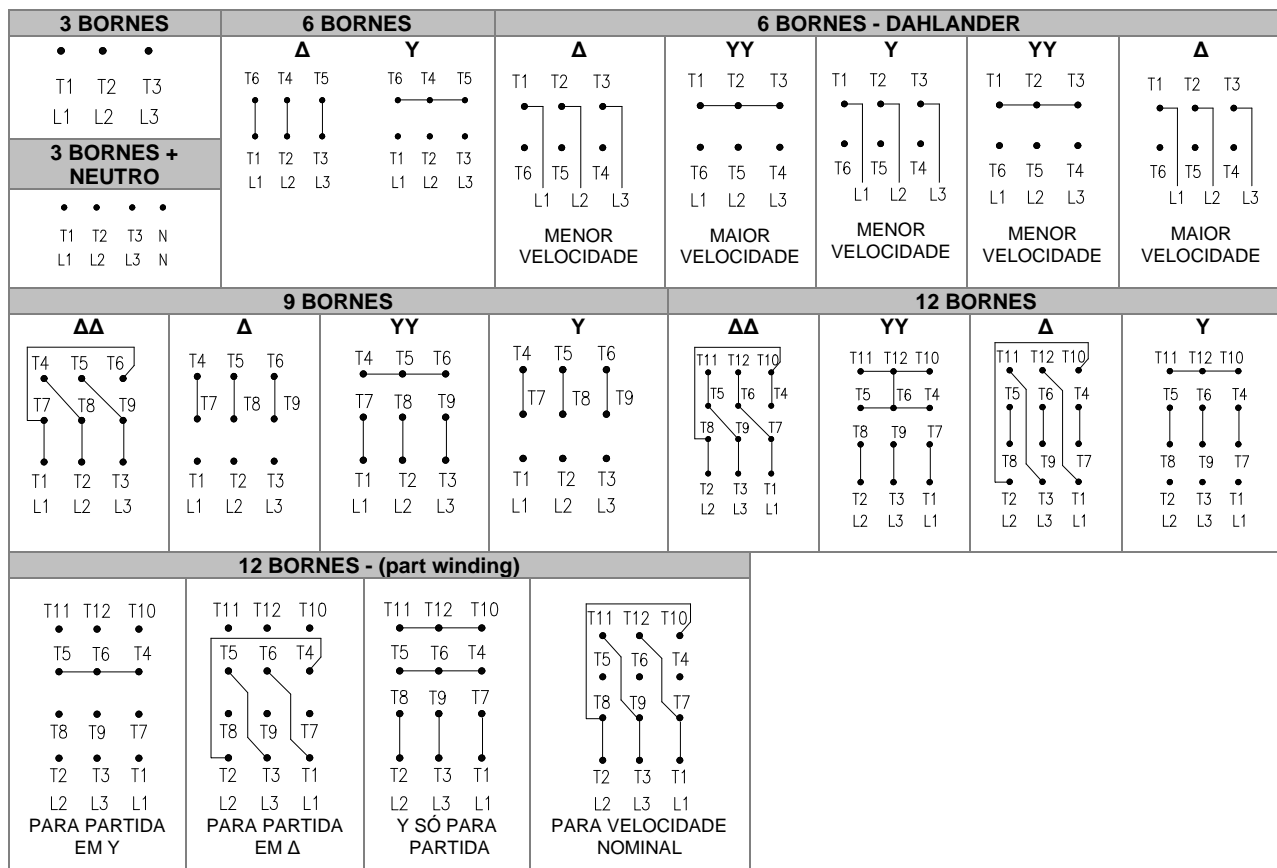 3 BORNES
T1 T2 T3
L1 L2 L3
3 BORNES +
NEUTRO
T1 T2 T3 N
L1 L2 L3 N
6 BORNES
Δ
T6 T4 T5
T1 T2 T3
L1 L2 L3
Y
T6 T4 T5
T1 T2 T3
L1 L2 L3
6 BORNES - DAHLANDER
Δ
T1 T2 T3
T6 T5 T4
L1 L2 L3
MENOR
VELOCIDADE
YY
T1 T2 T3
T6 T5 T4
L1 L2 L3
MAIOR
VELOCIDADE
Y
T1 T2 T3
T6 T5 T4
L1 L2 L3
MENOR
VELOCIDADE
YY
T1 T2 T3
T6 T5 T4
L1 L2 L3
MENOR
VELOCIDADE
Δ
T1 T2 T3
T6 T5 T4
L1 L2 L3
MAIOR
VELOCIDADE
9 BORNES
ΔΔ
T4 T5 T6
T7 T8 T9
T1 T2 T3
L1 L2 L3
Δ
T4 T5 T6
T7 T8 T9
T1 T2 T3
L1 L2 L3
YY
T4 T5 T6
T7 T8 T9
T1 T2 T3
L1 L2 L3
Y
T4 T5 T6
T7 T8 T9
T1 T2 T3
L1 L2 L3
12 BORNES
ΔΔ
T11 T12 T10
T5 T6 T4
T8 T9 T7
T2 T3 T1
L2 L3 L1
YY
T11 T12 T10
T5 T6 T4
T8 T9 T7
T2 T3 T1
L2 L3 L1
Δ
T11 T12 T10
T5 T6 T4
T8 T9 T7
T2 T3 T1
L2 L3 L1
Y
T11 T12 T10
T5 T6 T4
T8 T9 T7
T2 T3 T1
L2 L3 L1
12 BORNES - (part winding)
T11 T12 T10
T5 T6 T4
T8 T9 T7
T2 T3 T1
L2 L3 L1
PARA PARTIDA
EM Y
T11 T12 T10
T5 T6 T4
T8 T9 T7
T2 T3 T1
L2 L3 L1
PARA PARTIDA
EM Δ
T11 T12 T10
T5 T6 T4
T8 T9 T7
T2 T3 T1
L2 L3 L1
Y SÓ PARA
PARTIDA
T11 T12 T10
T5 T6 T4
T8 T9 T7
T2 T3 T1
L2 L3 L1
PARA VELOCIDADE
NOMINAL